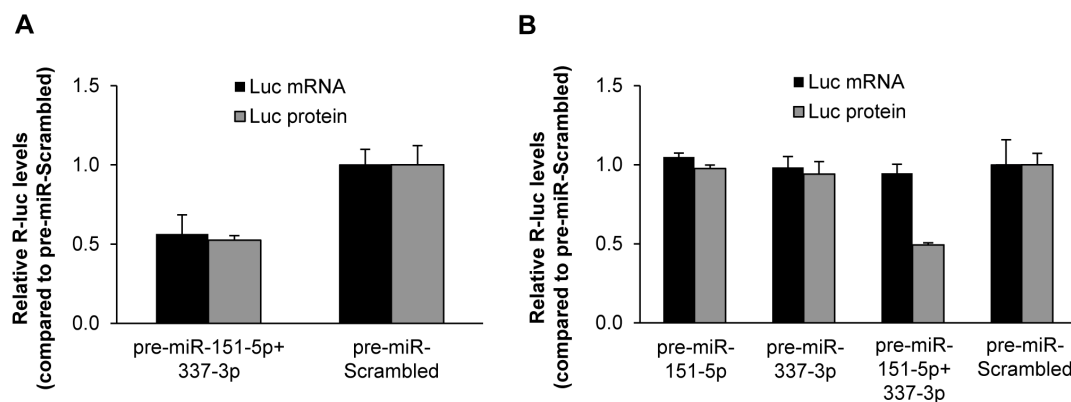 A
Relative R-luc levels
(compared to pre-miR-Scrambled)
1.5
1.0
0.5
0.0
Luc mRNA
Luc protein
pre-miR-151-5p+
337-3p
pre-miR-
Scrambled
B
Relative R-luc levels
(compared to pre-miR-Scrambled)
1.5
1.0
0.5
0.0
Luc mRNA
Luc protein
pre-miR-
151-5p
pre-miR-
337-3p
pre-miR-
151-5p+
337-3p
pre-miR-
Scrambled